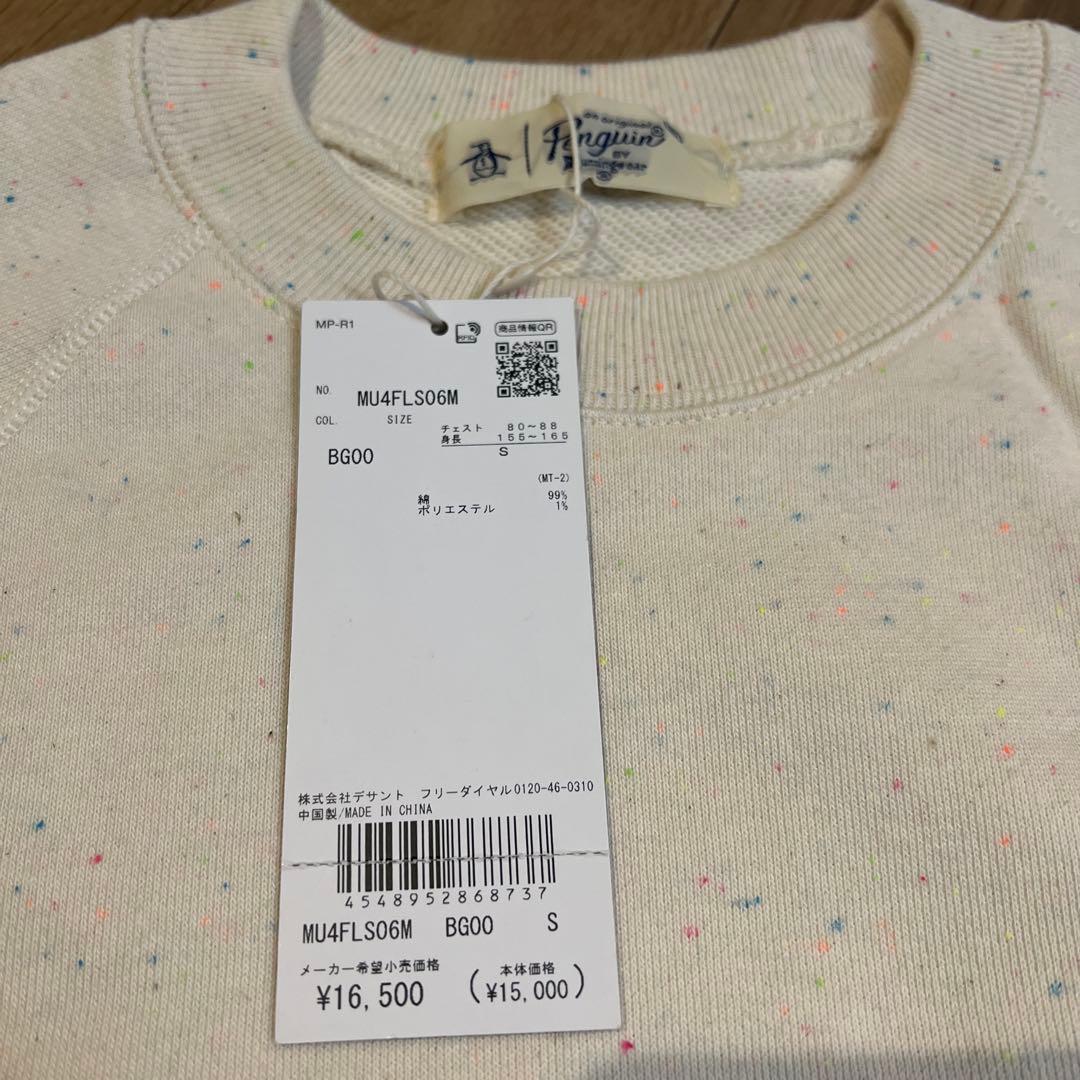 an original
Penguin
BY
Munsingwear
MP-R1
RFID
商品情報QR
NO. MU4FLS06M
COL. SIZE
チェスト 80～88
身長 155～165
BG00 S
(MT-2)
綿 99%
ポリエステル 1%
株式会社デサント フリーダイヤル0120-46-0310
中国製/MADE IN CHINA
4548952868737
MU4FLS06M BG00 S
メーカー希望小売価格 本体価格
¥16,500 (¥15,000)